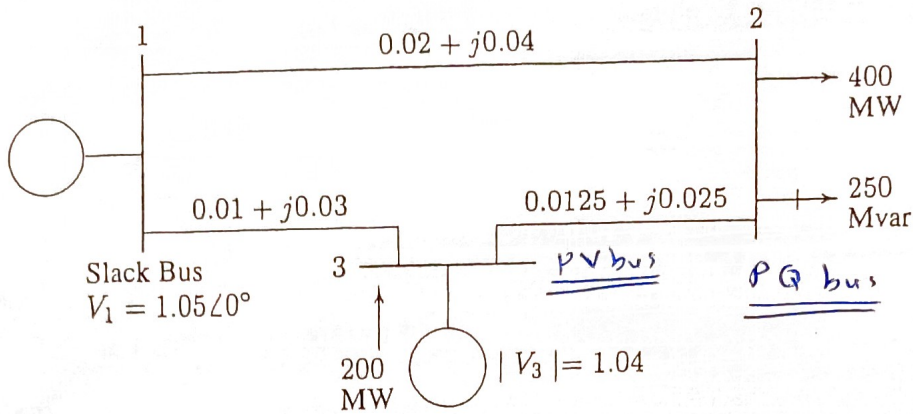 1
2
0.02 + j0.04
400
MW
0.01 + j0.03
0.0125 + j0.025
250
Mvar
Slack Bus
V₁ = 1.05∠0°
3
PV bus
PQ bus
200
MW
| V₃ |= 1.04